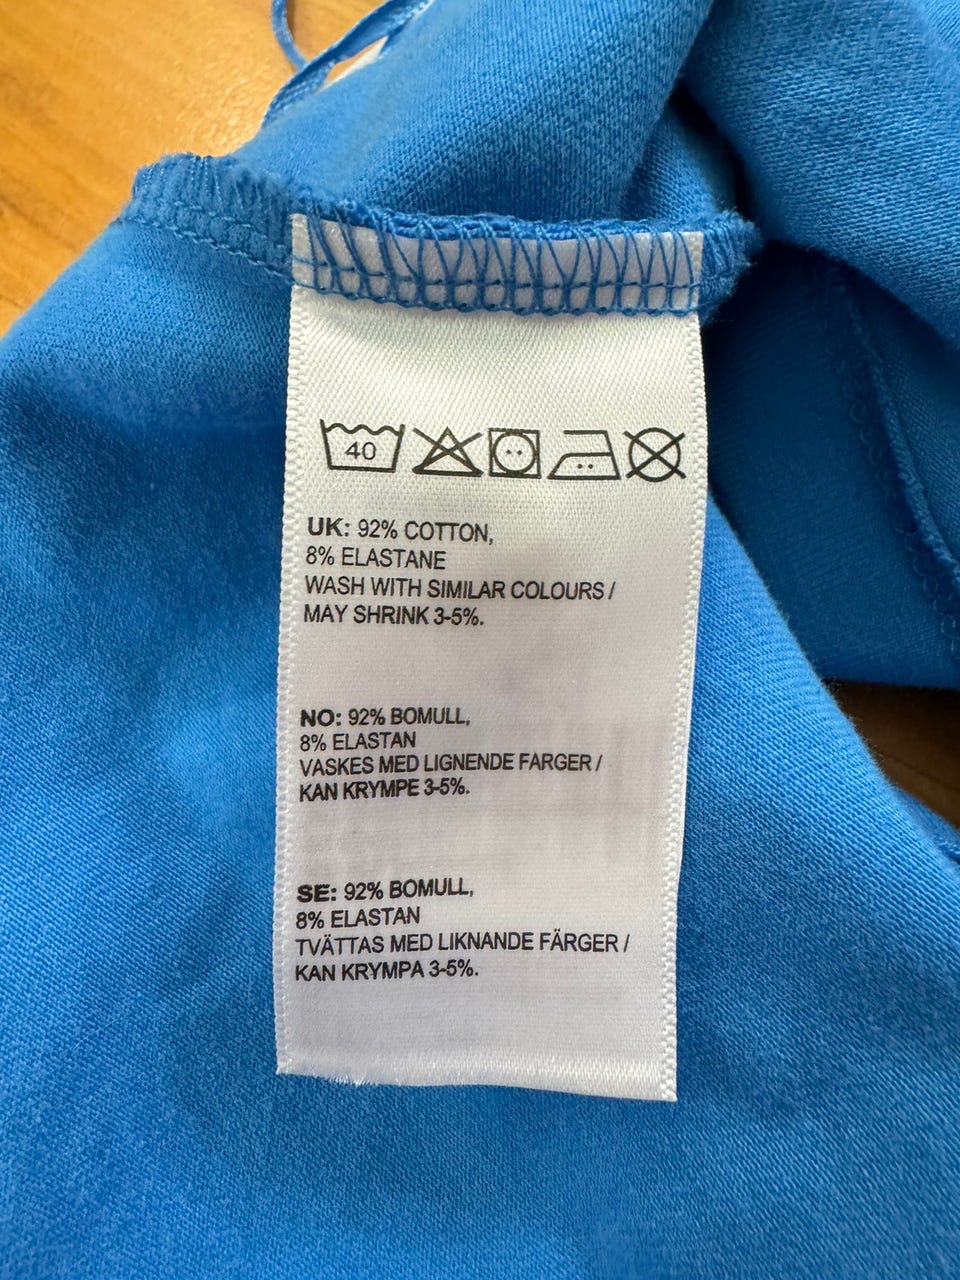 40
UK: 92% COTTON,
8% ELASTANE
WASH WITH SIMILAR COLOURS /
MAY SHRINK 3-5%.
NO: 92% BOMULL,
8% ELASTAN
VASKES MED LIGNENDE FARGER /
KAN KRYMPE 3-5%.
SE: 92% BOMULL,
8% ELASTAN
TVÄTTAS MED LIKNANDE FÄRGER /
KAN KRYMPA 3-5%.